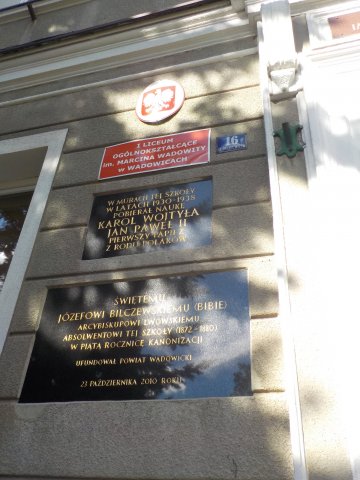 I LICEUM
OGÓLNOKSZTAŁCĄCE
im. MARCINA WADOWITY
w WADOWICACH
16
W MURACH TEJ SZKOŁY
W LATACH 1930-1938
POBIERAŁ NAUKĘ
KAROL WOJTYŁA
JAN PAWEŁ II
PIERWSZY PAPIEŻ
Z RODU POLAKÓW
ŚWIĘTEMU
JÓZEFOWI BILCZEWSKIEMU (BIBIE)
ARCYBISKUPOWI LWOWSKIEMU
ABSOLWENTOWI TEJ SZKOŁY (1872-1880)
W PIĄTĄ ROCZNICĘ KANONIZACJI
UFUNDOWAŁ POWIAT WADOWICKI
23 PAŹDZIERNIKA 2010 ROKU